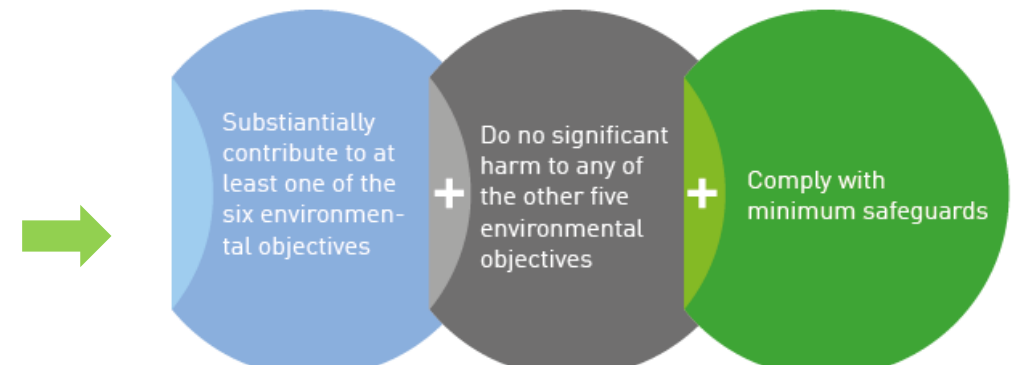 Substiantially
contribute to at
least one of the
six environmen-
tal objectives
+
Do no significant
harm to any of
the other five
environmental
objectives
+
Comply with
minimum safeguards